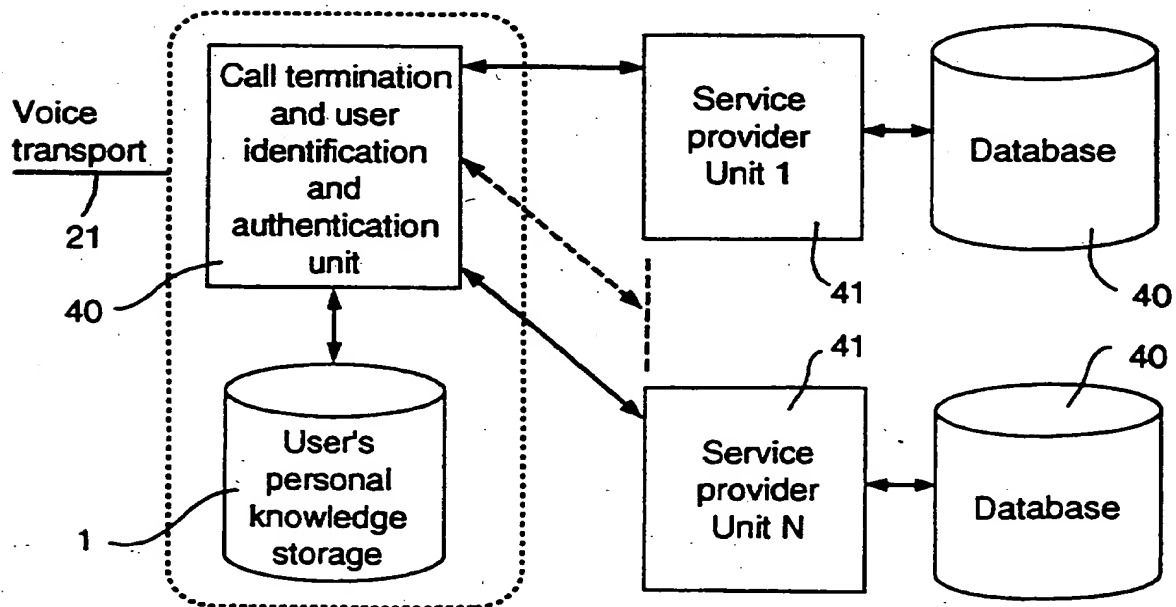 Voice
transport
21
Call termination
and user
identification
and
authentication
unit
40
User's
personal
knowledge
storage
1
Service
provider
Unit 1
41
Database
40
Service
provider
Unit N
41
Database
40